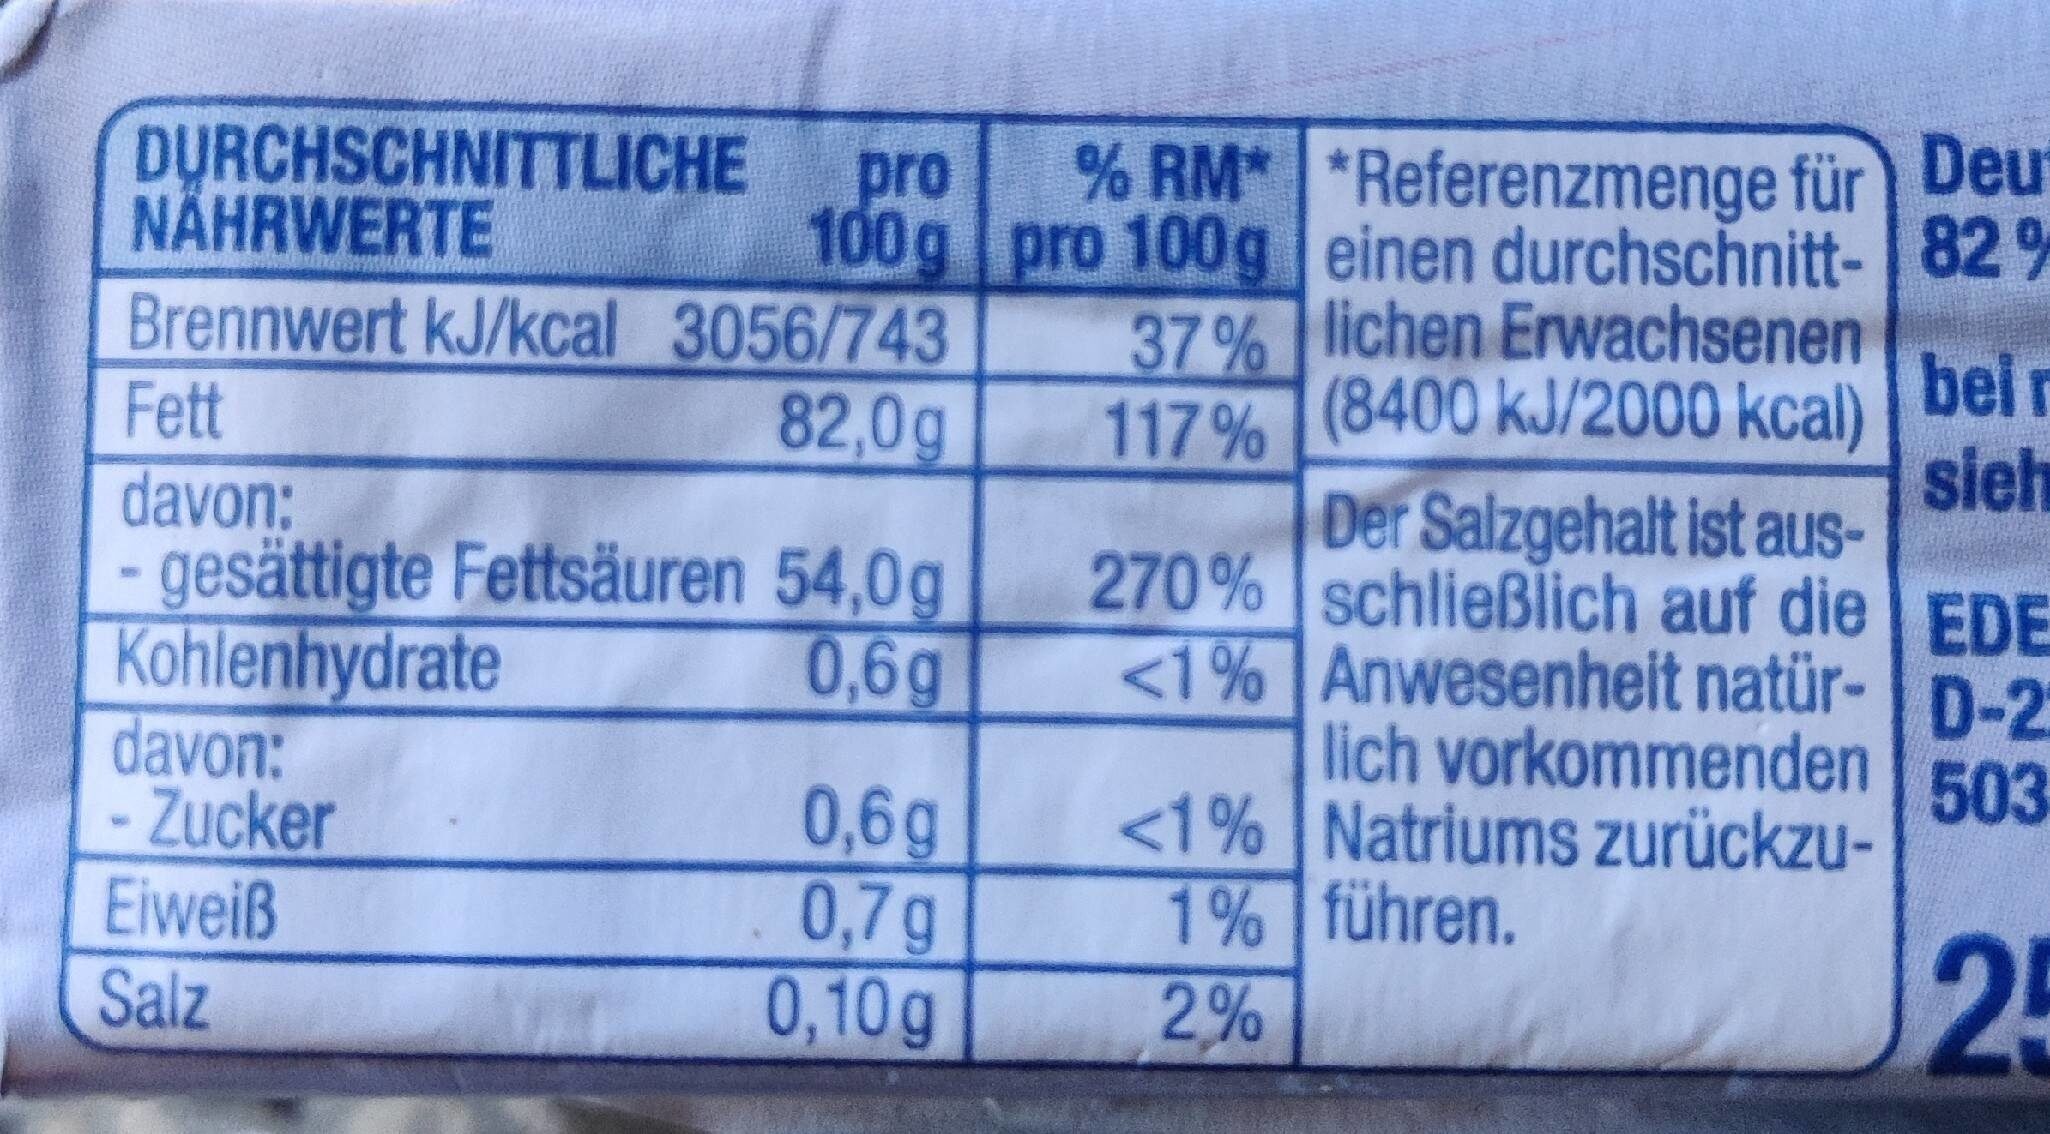 DURCHSCHNITTLICHE pro % RM*
NÄHRWERTE 100g pro 100g
Brennwert kJ/kcal 3056/743 37%
Fett 82,0g 117%
davon:
- gesättigte Fettsäuren 54,0g 270%
Kohlenhydrate 0,6g <1%
davon:
- Zucker 0,6g <1%
Eiweiß 0,7g 1%
Salz 0,10g 2%
*Referenzmenge für
einen durchschnitt-
lichen Erwachsenen
(8400 kJ/2000 kcal)
Der Salzgehalt ist aus-
schließlich auf die
Anwesenheit natür-
lich vorkommenden
Natriums zurückzu-
führen.
82 %
bei